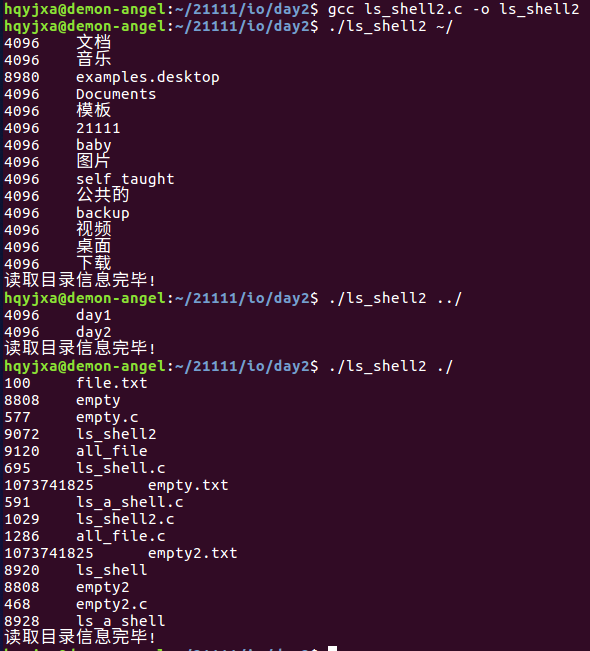 hqyjxa@demon-angel:~/21111/io/day2$ gcc ls_shell2.c -o ls_shell2
hqyjxa@demon-angel:~/21111/io/day2$ ./ls_shell2 ~/
4096 文档
4096 音乐
8980 examples.desktop
4096 Documents
4096 模板
4096 21111
4096 baby
4096 图片
4096 self_taught
4096 公共的
4096 backup
4096 视频
4096 桌面
4096 下载
读取目录信息完毕!
hqyjxa@demon-angel:~/21111/io/day2$ ./ls_shell2 ../
4096 day1
4096 day2
读取目录信息完毕!
hqyjxa@demon-angel:~/21111/io/day2$ ./ls_shell2 ./
100 file.txt
8808 empty
577 empty.c
9072 ls_shell2
9120 all_file
695 ls_shell.c
1073741825 empty.txt
591 ls_a_shell.c
1029 ls_shell2.c
1286 all_file.c
1073741825 empty2.txt
8920 ls_shell
8808 empty2
468 empty2.c
8928 ls_a_shell
读取目录信息完毕!
hqyjxa@demon-angel:~/21111/io/day2$